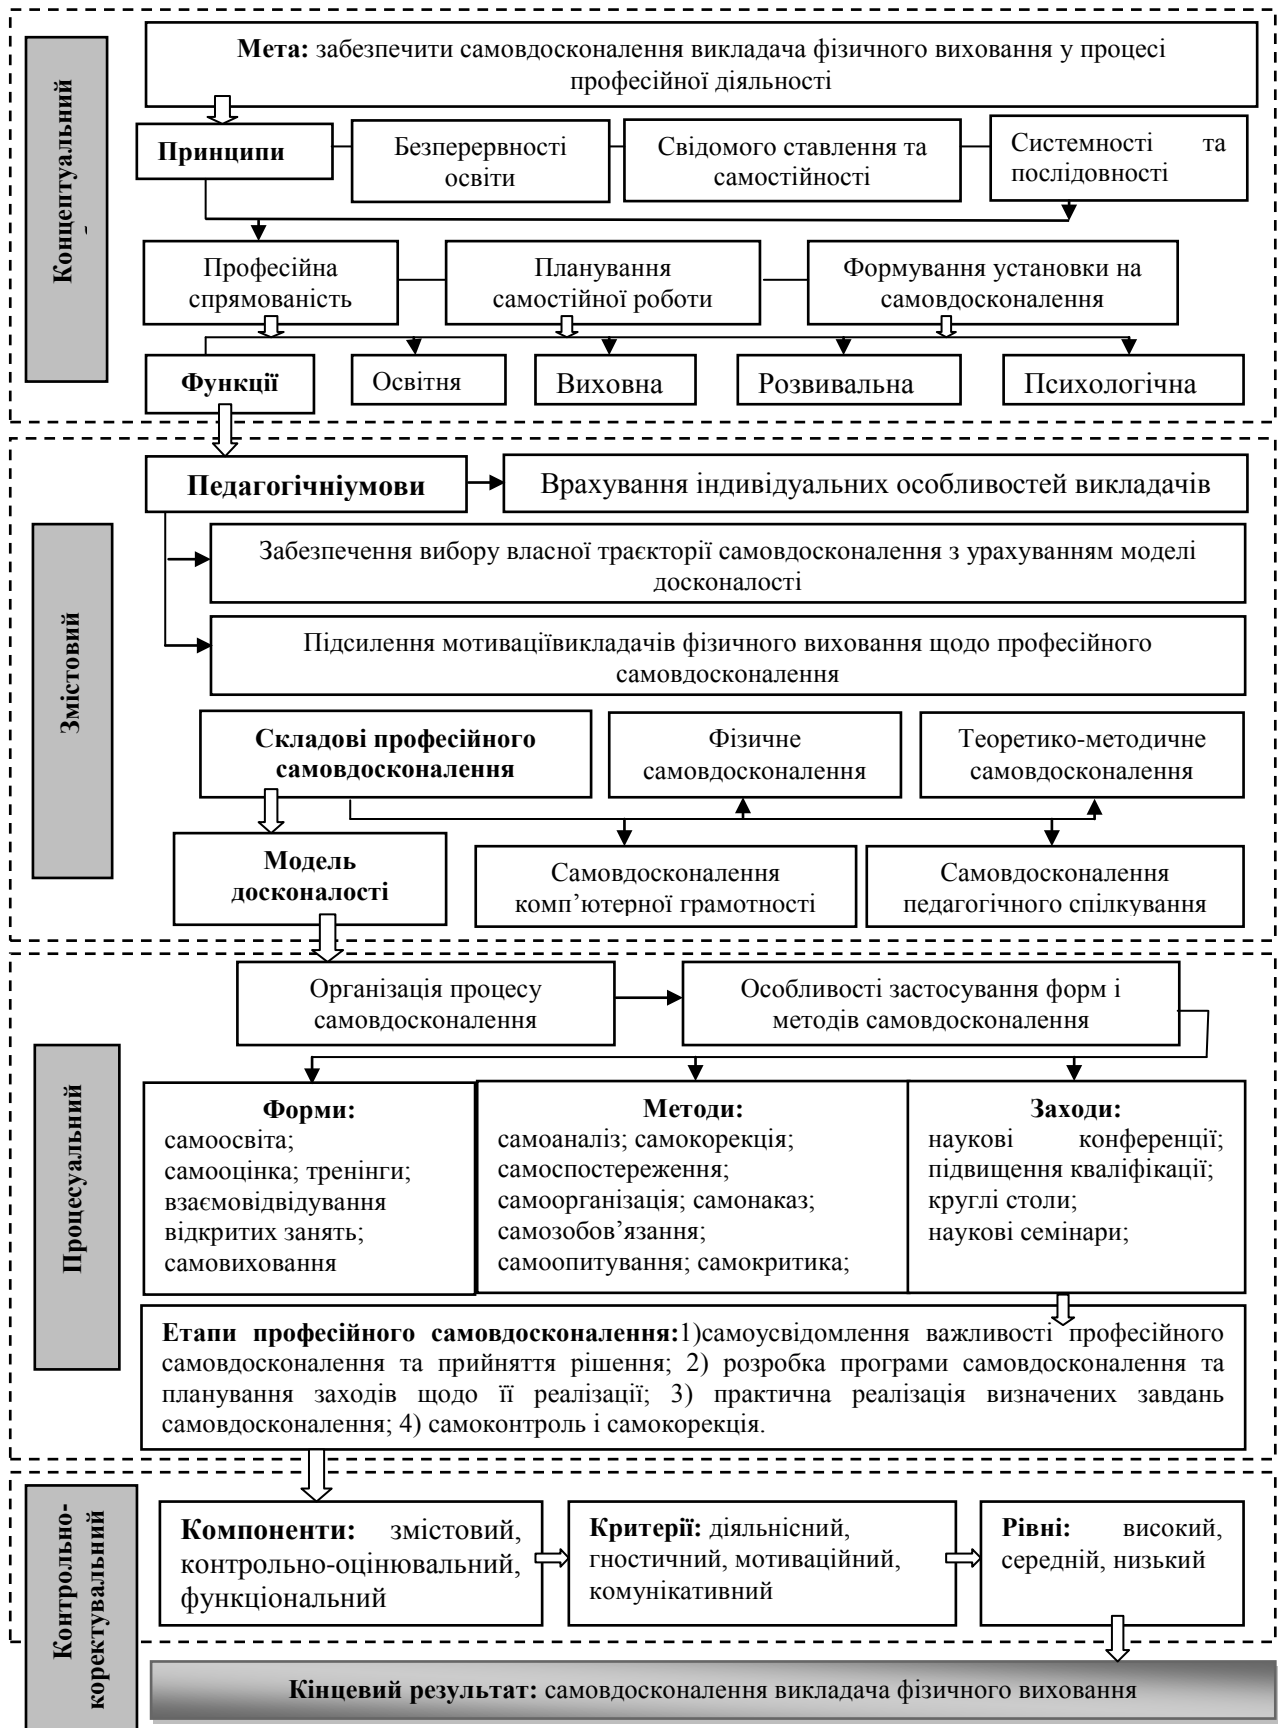 Концептуальний
Мета: забезпечити самовдосконалення викладача фізичного виховання у процесі
професійної діяльності
Принципи
Безперервності
освіти
Свідомого ставлення та
самостійності
Системності та
послідовності
Професійна
спрямованість
Планування
самостійної роботи
Формування установки на
самовдосконалення
Функції
Освітня
Виховна
Розвивальна
Психологічна
Змістовий
Педагогічніумови
Врахування індивідуальних особливостей викладачів
Забезпечення вибору власної траєкторії самовдосконалення з урахуванням моделі
досконалості
Підсилення мотиваціївикладачів фізичного виховання щодо професійного
самовдосконалення
Складові професійного
самовдосконалення
Фізичне
самовдосконалення
Теоретико-методичне
самовдосконалення
Модель
досконалості
Самовдосконалення
комп’ютерної грамотності
Самовдосконалення
педагогічного спілкування
Процесуальний
Організація процесу
самовдосконалення
Особливості застосування форм і
методів самовдосконалення
Форми:
самоосвіта;
самооцінка; тренінги;
взаємовідвідування
відкритих занять;
самовиховання
Методи:
самоаналіз; самокорекція;
самоспостереження;
самоорганізація; самонаказ;
самозобов’язання;
самоопитування; самокритика;
Заходи:
наукові конференції;
підвищення кваліфікації;
круглі столи;
наукові семінари;
Етапи професійного самовдосконалення:1)самоусвідомлення важливості професійного
самовдосконалення та прийняття рішення; 2) розробка програми самовдосконалення та
планування заходів щодо її реалізації; 3) практична реалізація визначених завдань
самовдосконалення; 4) самоконтроль і самокорекція.
Контрольно-
коректувальний
Компоненти: змістовий,
контрольно-оцінювальний,
функціональний
Критерії: діяльнісний,
гностичний, мотиваційний,
комунікативний
Рівні: високий,
середній, низький
Кінцевий результат: самовдосконалення викладача фізичного виховання